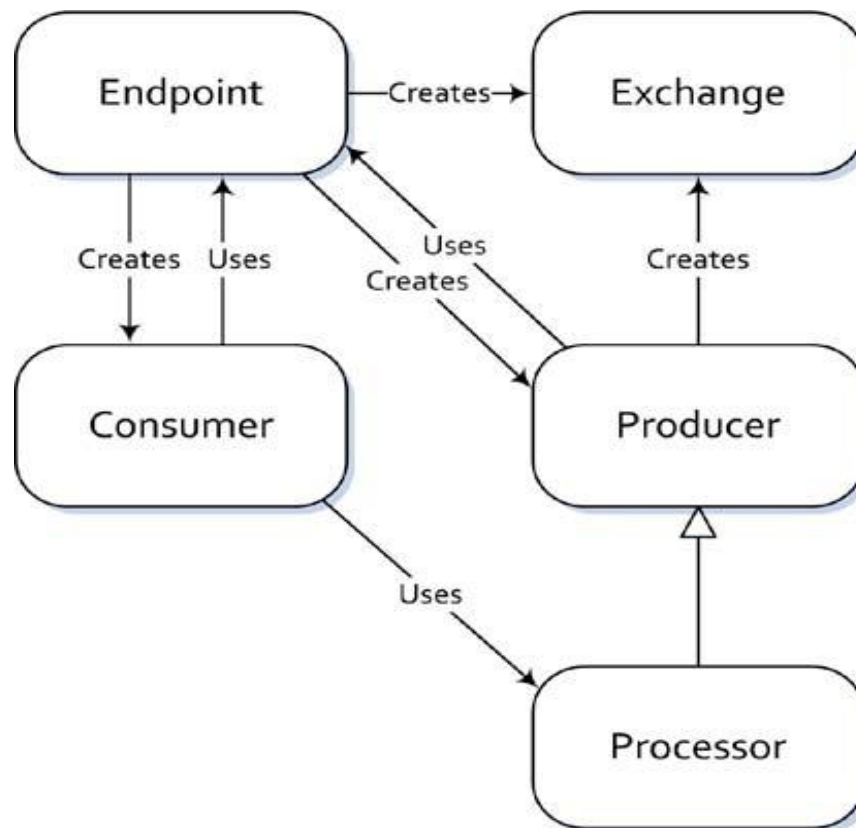 Endpoint
Creates
Exchange
Creates
Uses
Uses
Creates
Creates
Consumer
Producer
Uses
Processor